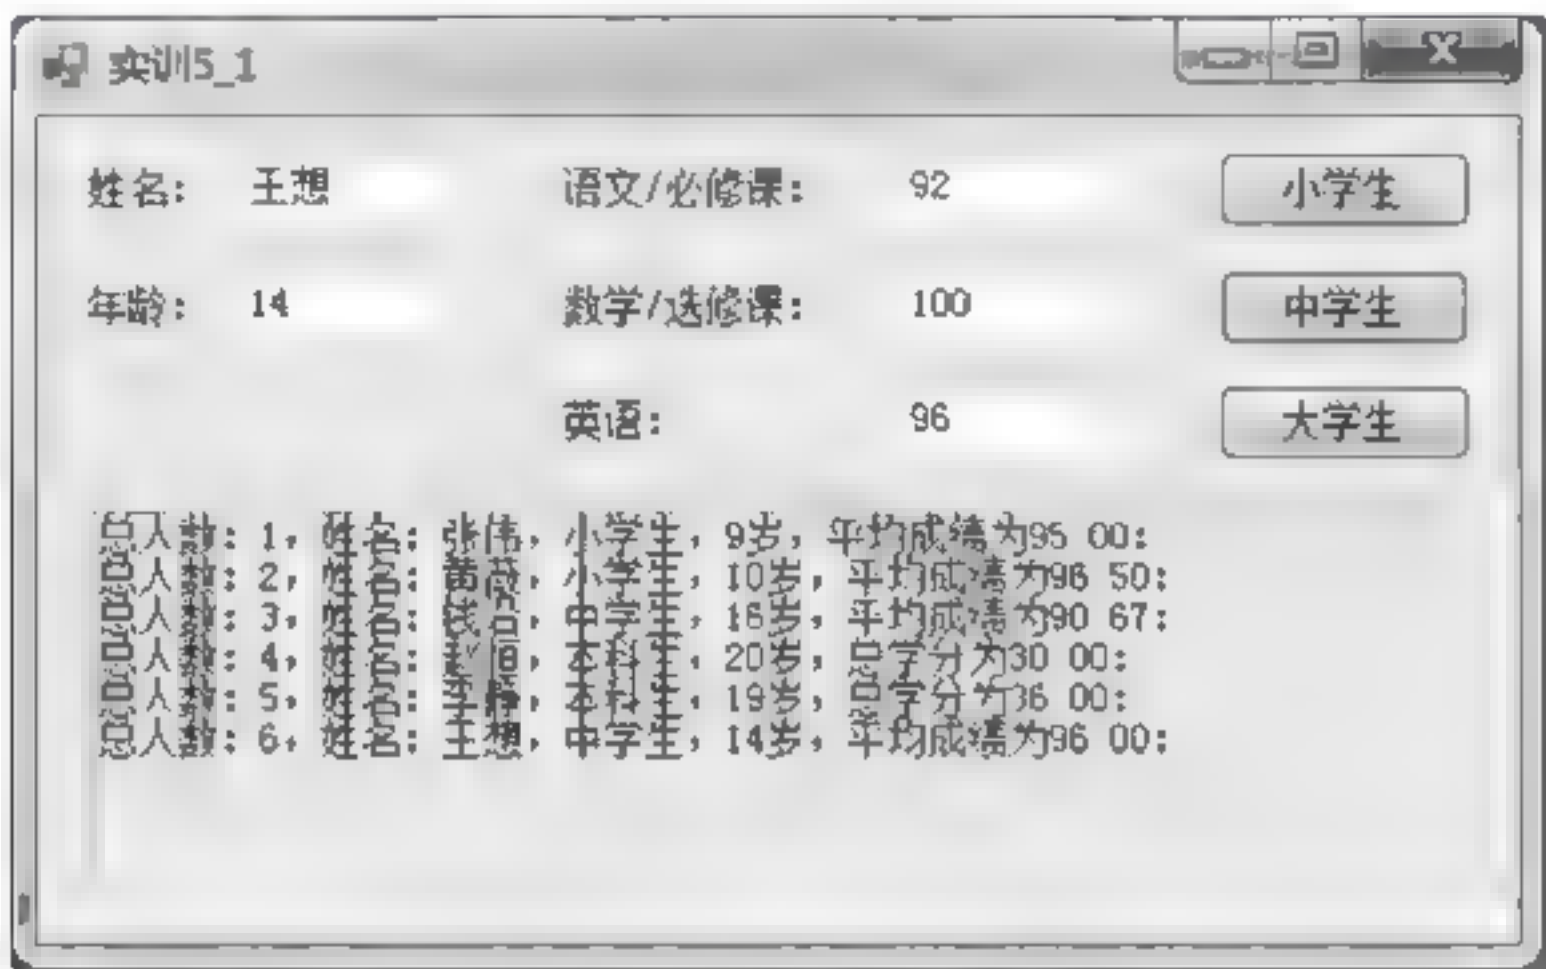 实训5_1
姓名: 王想 语文/必修课: 92 小学生
年龄: 14 数学/选修课: 100 中学生
英语: 96 大学生
总人数: 1, 姓名: 张伟, 小学生, 9岁, 平均成绩为95 00:
总人数: 2, 姓名: 小学生, 10岁, 平均成绩为96 50:
总人数: 3, 姓名: 中学生, 16岁, 平均成绩为90 67:
总人数: 4, 姓名: 本科生, 20岁, 总学分为30 00:
总人数: 5, 姓名: 本科生, 19岁, 总学分为36 00:
总人数: 6, 姓名: 王想, 中学生, 14岁, 平均成绩为96 00: